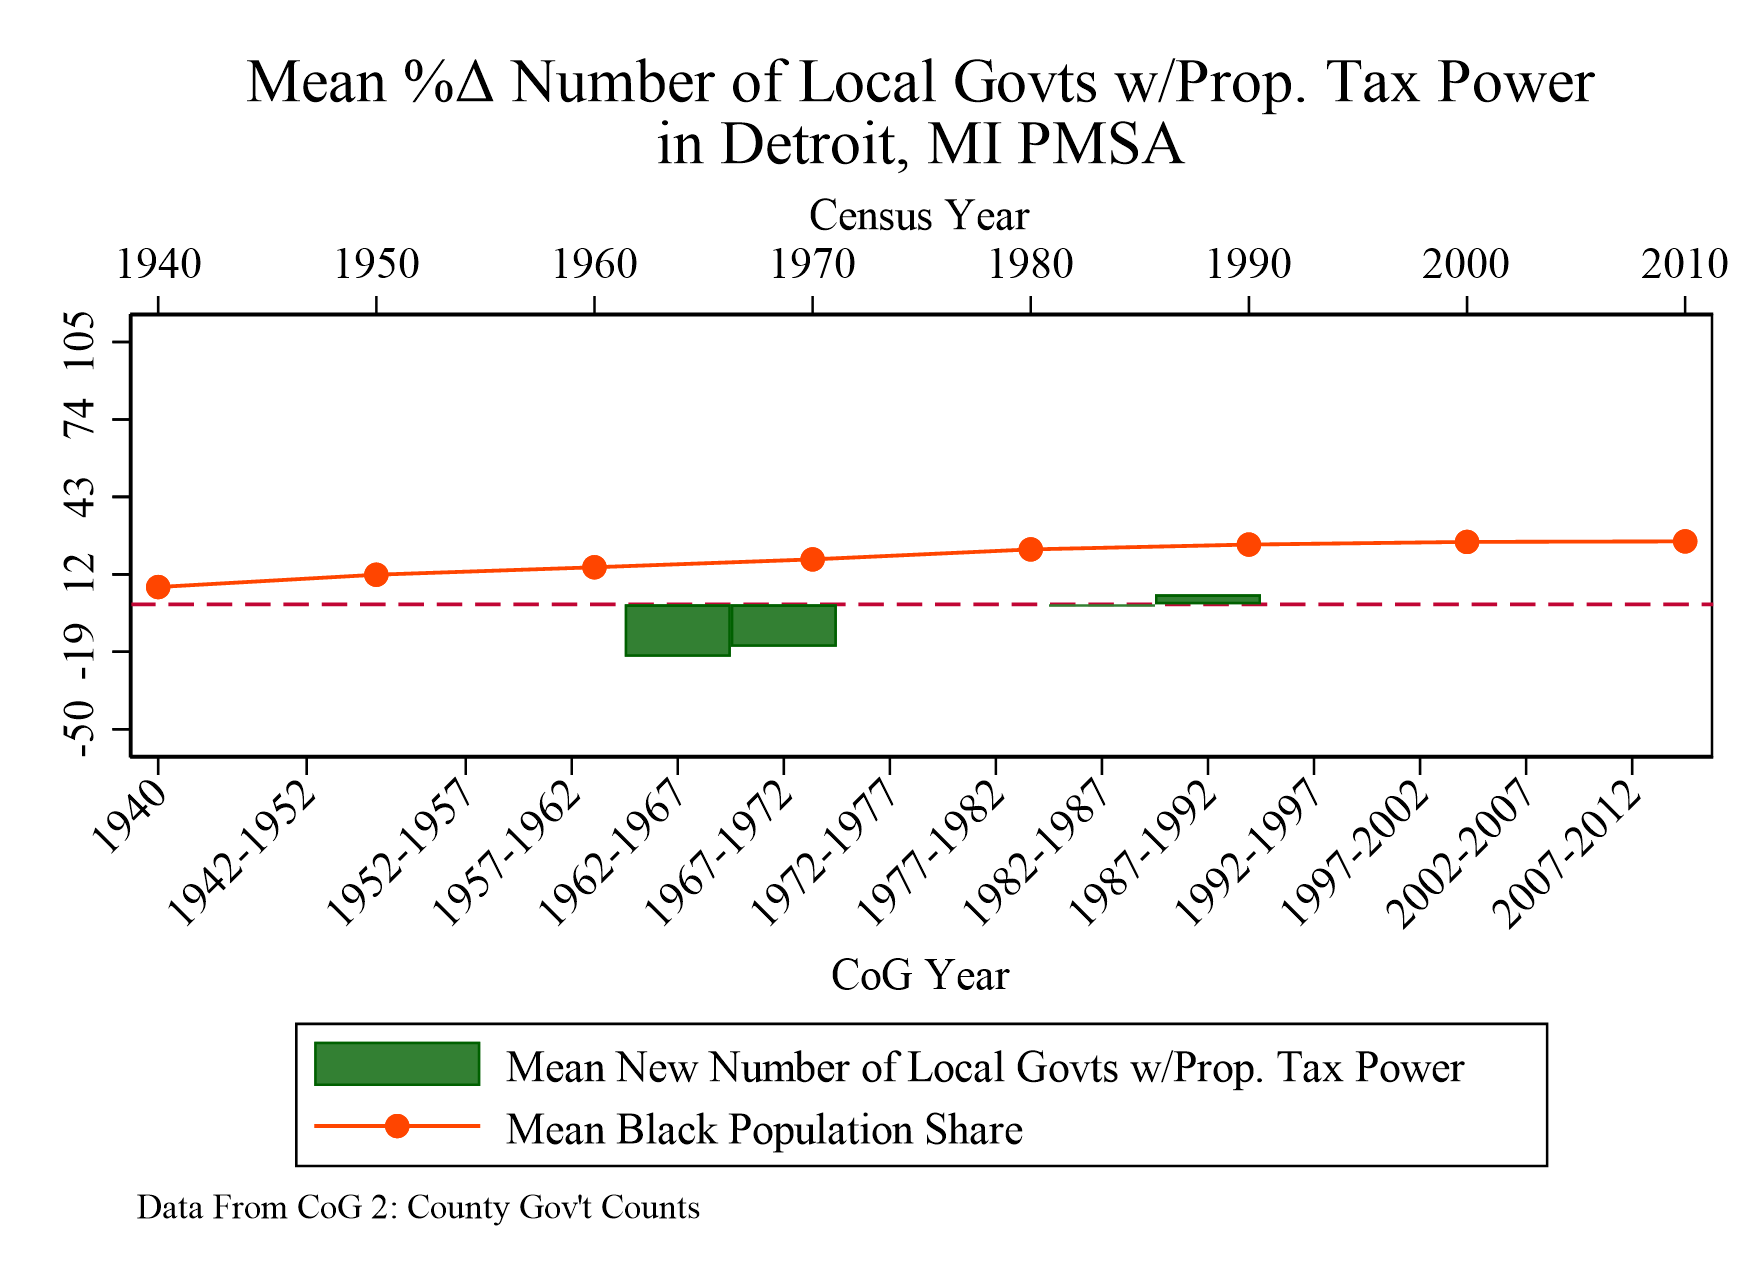 Mean %Δ Number of Local Govts w/Prop. Tax Power
in Detroit, MI PMSA
Census Year
1940 1950 1960 1970 1980 1990 2000 2010
105
74
43
12
-19
-50
1940 1942-1952 1952-1957 1957-1962 1962-1967 1967-1972 1972-1977 1977-1982 1982-1987 1987-1992 1992-1997 1997-2002 2002-2007 2007-2012
CoG Year
Mean New Number of Local Govts w/Prop. Tax Power
Mean Black Population Share
Data From CoG 2: County Gov't Counts